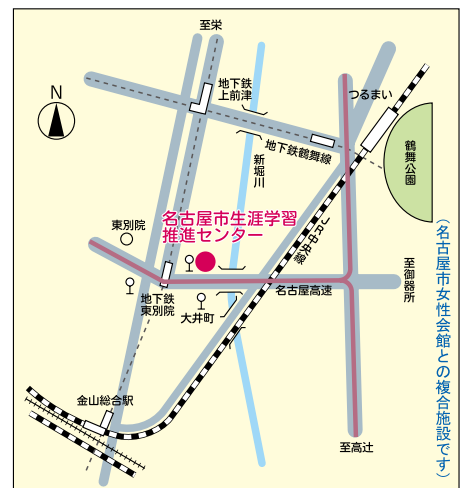 至栄
地下鉄
上前津
つるまい
N
地下鉄鶴舞線
鶴舞公園
新堀川
名古屋市生涯学習
推進センター
東別院
JR中央線
至御器所
名古屋高速
地下鉄
東別院
大井町
金山総合駅
至高辻
（名古屋市女性会館との複合施設です）